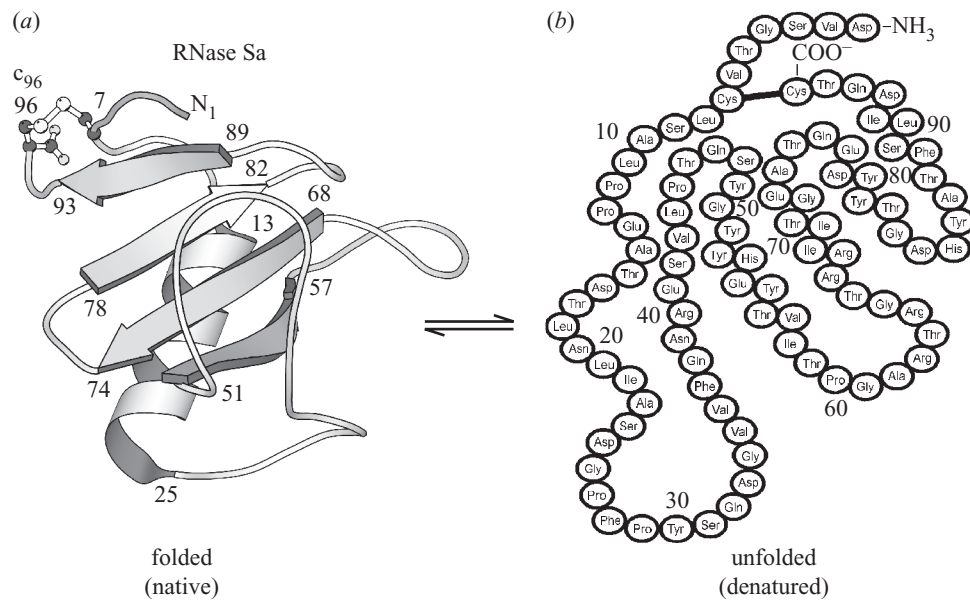 (a)
RNase Sa
C96
96
7
N1
89
82
68
93
13
78
57
74
51
25
folded
(native)
(b)
NH3
COO−
Asp Val Ser Gly Thr Val Cys Leu Ser Ala
10
Leu Pro Pro Glu Ala Thr Asp Thr Leu Asn
20
Leu Ile Ala Ser Asp Gly Pro Phe Pro Tyr
30
Ser Gln Asp Gly Val Val Phe Gln Asn Arg
40
Glu Ser Val Leu Pro Thr Gln Ser Tyr Gly
50
Tyr Tyr His Glu Tyr Thr Val Ile Thr Pro
60
Gly Ala Arg Thr Arg Gly Thr Arg Arg Ile
70
Ile Thr Gly Glu Ala Thr Gln Glu Asp Tyr
80
Tyr Thr Gly Asp His Tyr Ala Thr Phe Ser
90
Leu Ile Asp Gln Thr Cys
unfolded
(denatured)